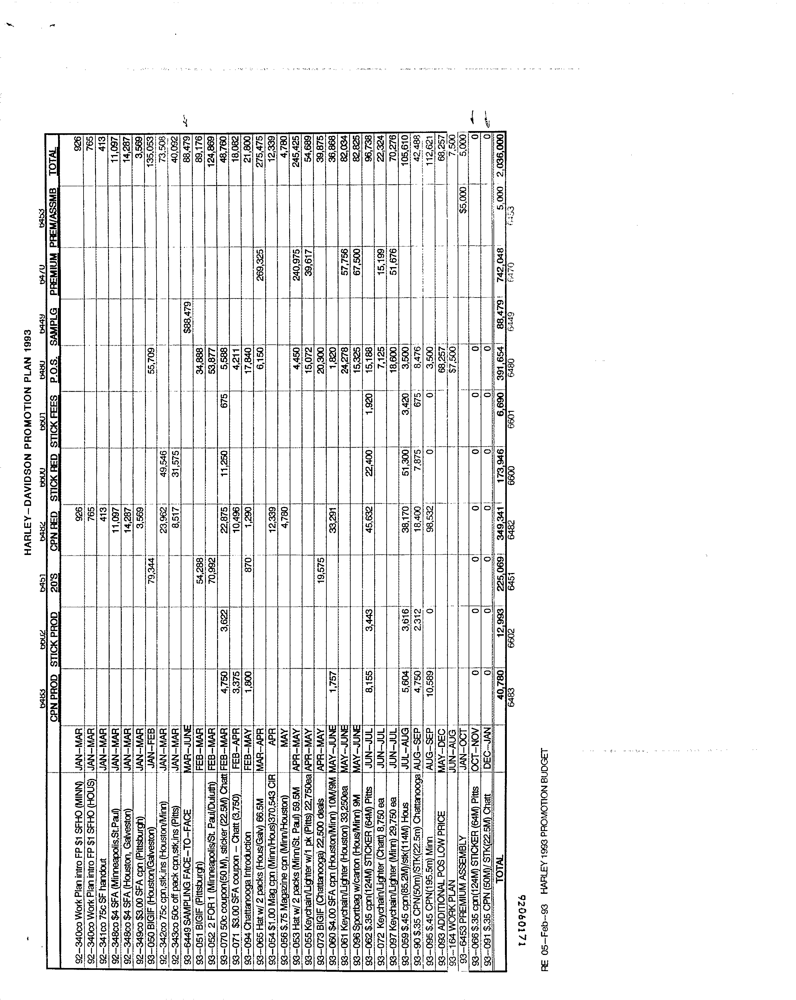 HARLEY-DAVIDSON PROMOTION PLAN 1993
6483 6602 6451 6482 6600 6601 6480 6449 6470 6453
CPN PROD STICK PROD 20'S CPN RED STICK RED STICK FEES P.O.S. SAMPLG PREMIUM PREM/ASSMB TOTAL
92-340co Work Plan intro FP $1 SFHO (MINN) JAN-MAR 926 926
92-340co Work Plan intro FP $1 SFHO (HOUS) JAN-MAR 765 765
92-341co 75c SF handout JAN-MAR 413 413
92-348co $4 SFA (Minneapolis,St.Paul) JAN-MAR 11,097 11,097
92-348co $4 SFA (Houston, Galveston) JAN-MAR 14,287 14,287
92-349co $3.00 SFA cpn (Pittsburgh) JAN-MAR 3,569 3,569
93-050 BIGIF (Houston/Galveston) JAN-FEB 79,344 55,709 135,053
92-342co 75c cpn,stk,ins (Houston/Minn) JAN-MAR 23,962 49,546 73,508
92-343co 50c off pack cpn,stk,ins (Pitts) JAN-MAR 8,517 31,575 40,092
93-6449 SAMPLING FACE-TO-FACE MAR-JUNE $88,479 88,479
93-051 BIGIF (Pittsburgh) FEB-MAR 54,288 34,888 89,176
93-052 2 FOR 1 (Minneapolis/St. Paul/Duluth) FEB-MAR 70,992 53,877 124,869
93-070 50c coupon(50 M), sticker (22.5M) Chatt FEB-MAR 4,750 3,622 22,875 11,250 675 5,588 48,760
93-071 $3.00 SFA coupon - Chatt (3,750) FEB-APR 3,375 10,496 4,211 18,082
93-094 Chattanooga Introduction FEB-MAY 1,800 870 1,290 17,840 21,800
93-065 Hat w/ 2 packs (Hous/Galv) 66.5M MAR-APR 6,150 269,325 275,475
93-054 $1.00 Mag cpn (Minn/Hous)370,543 CIR APR 12,339 12,339
93-056 $.75 Magazine cpn (Minn/Houston) MAY 4,780 4,780
93-053 Hat w/ 2 packs (Minn/St. Paul) 59.5M APR-MAY 4,450 240,975 245,425
93-055 Keychain/Lighter w/1 pk (Pitts) 22,750ea APR-MAY 15,072 39,617 54,689
93-073 BIGIF (Chattanooga) 22,500 deals APR-MAY 19,575 20,300 39,875
93-060 $4.00 SFA cpn (Houston/Minn) 10M/9M MAY-JUNE 1,757 33,291 1,820 36,868
93-061 Keychain/Lighter (Houston) 33,250ea MAY-JUNE 24,278 57,756 82,034
93-096 Sportbag w/carton (Hous/Minn) 9M MAY-JUNE 15,325 67,500 82,825
93-062 $.35 cpn(124M) STICKER (64M) Pitts JUN-JUL 8,155 3,443 45,632 22,400 1,920 15,188 96,738
93-072 Keychain/Lighter (Chatt) 8,750 ea JUN-JUL 7,125 15,199 22,324
93-097 Keychain/Lighter (Minn) 29,750 ea JUN-JUL 18,600 51,676 70,276
93-059 $.45 cpn(85.2M)/stk(114M) Hous JUL-AUG 5,604 3,616 38,170 51,300 3,420 3,500 105,610
93-90 $.35 CPN(50m)/STK(22.5m) Chattanooga AUG-SEP 4,750 2,312 18,400 7,875 675 8,476 42,488
93-095 $.45 CPN(195.5m) Minn AUG-SEP 10,589 0 98,532 0 3,500 112,621
93-093 ADDITIONAL POS LOW PRICE MAY-DEC 68,257 68,257
93-164 WORK PLAN JUN-AUG $7,500 7,500
93-6453 PREMIUM ASSEMBLY JAN-OCT $5,000 5,000
93-066 $.35 cpn(124M) STICKER (64M) Pitts OCT-NOV 0 0 0 0 0 0
93-091 $.35 CPN (50M) / STK(22.5M) Chatt DEC-JAN 0 0 0 0 0 0
TOTAL 40,780 12,993 225,069 349,341 173,946 6,690 391,654 88,479 742,048 5,000 2,036,000
6483 6602 6451 6482 6600 6601 6480 6449 6470 6453
92060171
RE 05-Feb-93 HARLEY 1993 PROMOTION BUDGET